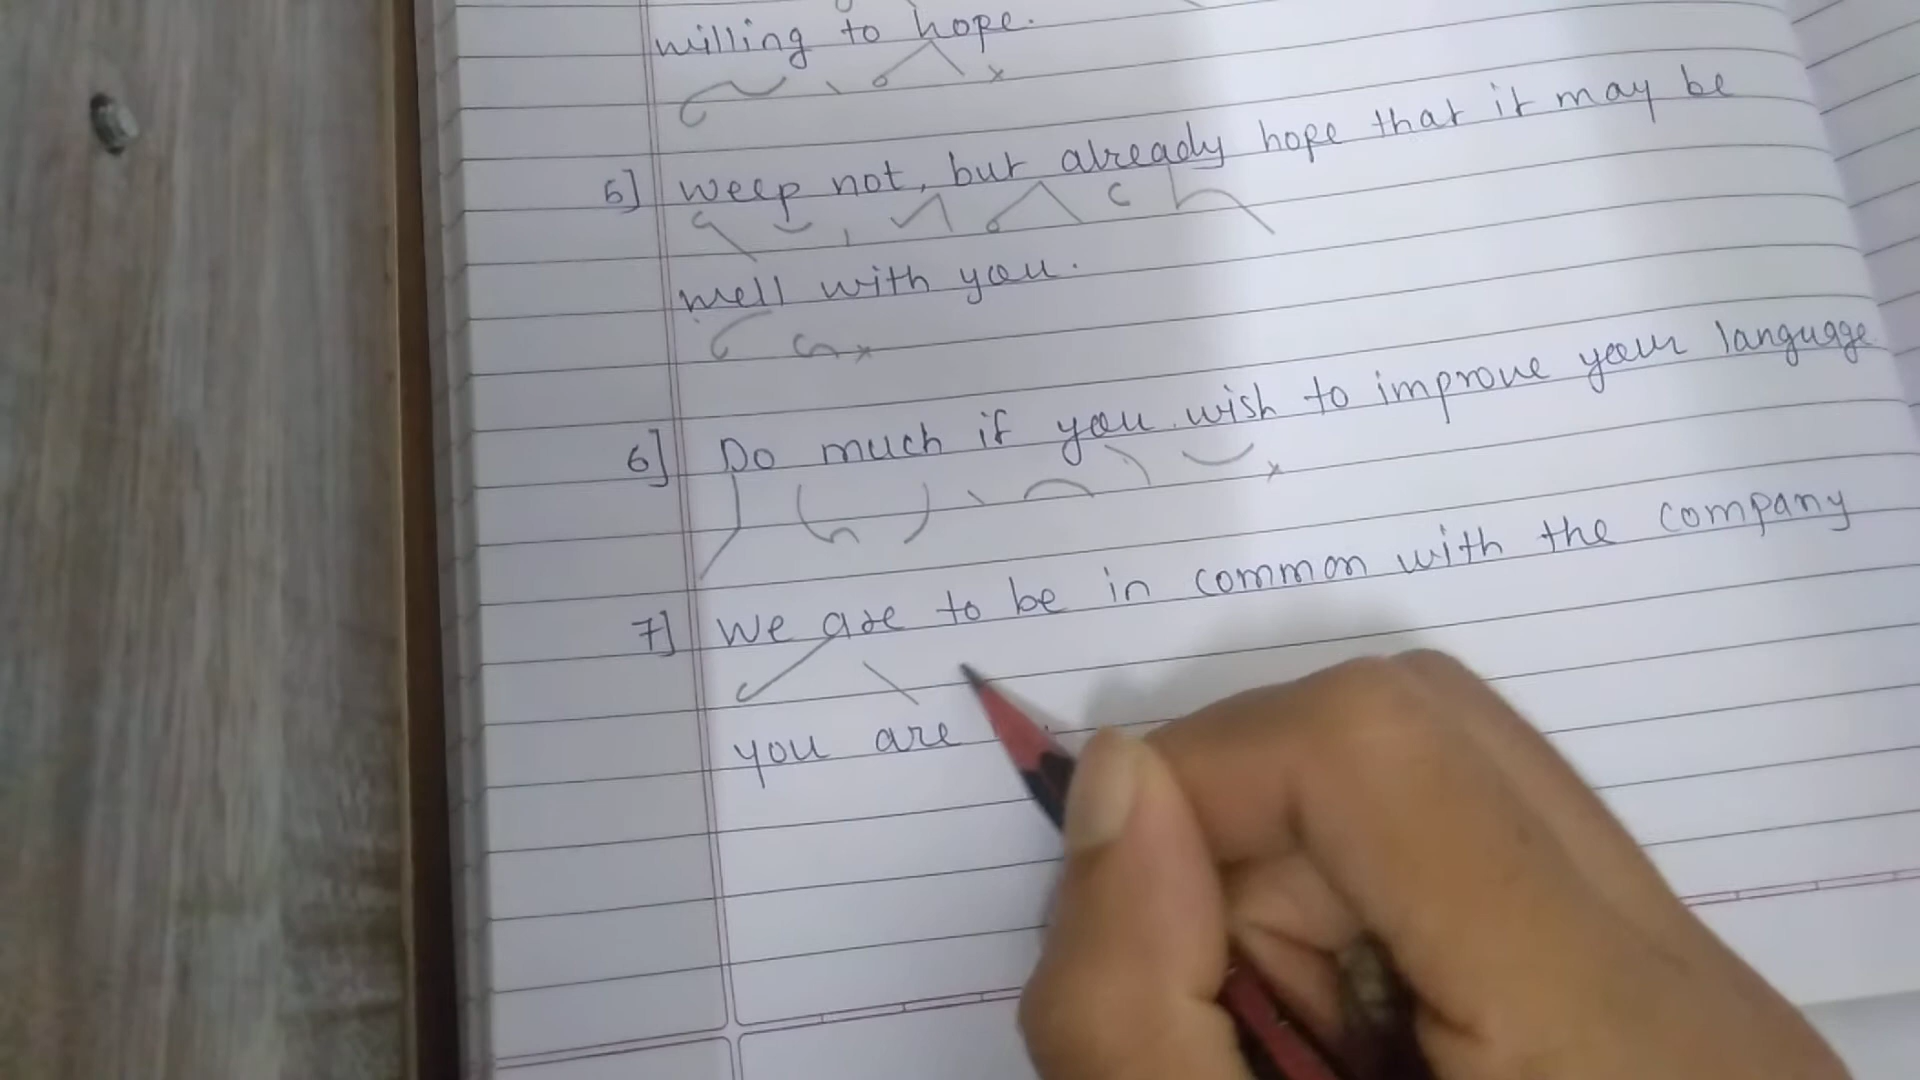 willing to hope.
5] Weep not, but already hope that it may be
well with you.
6] Do much if you wish to improve your language
7] We are to be in common with the company
you are